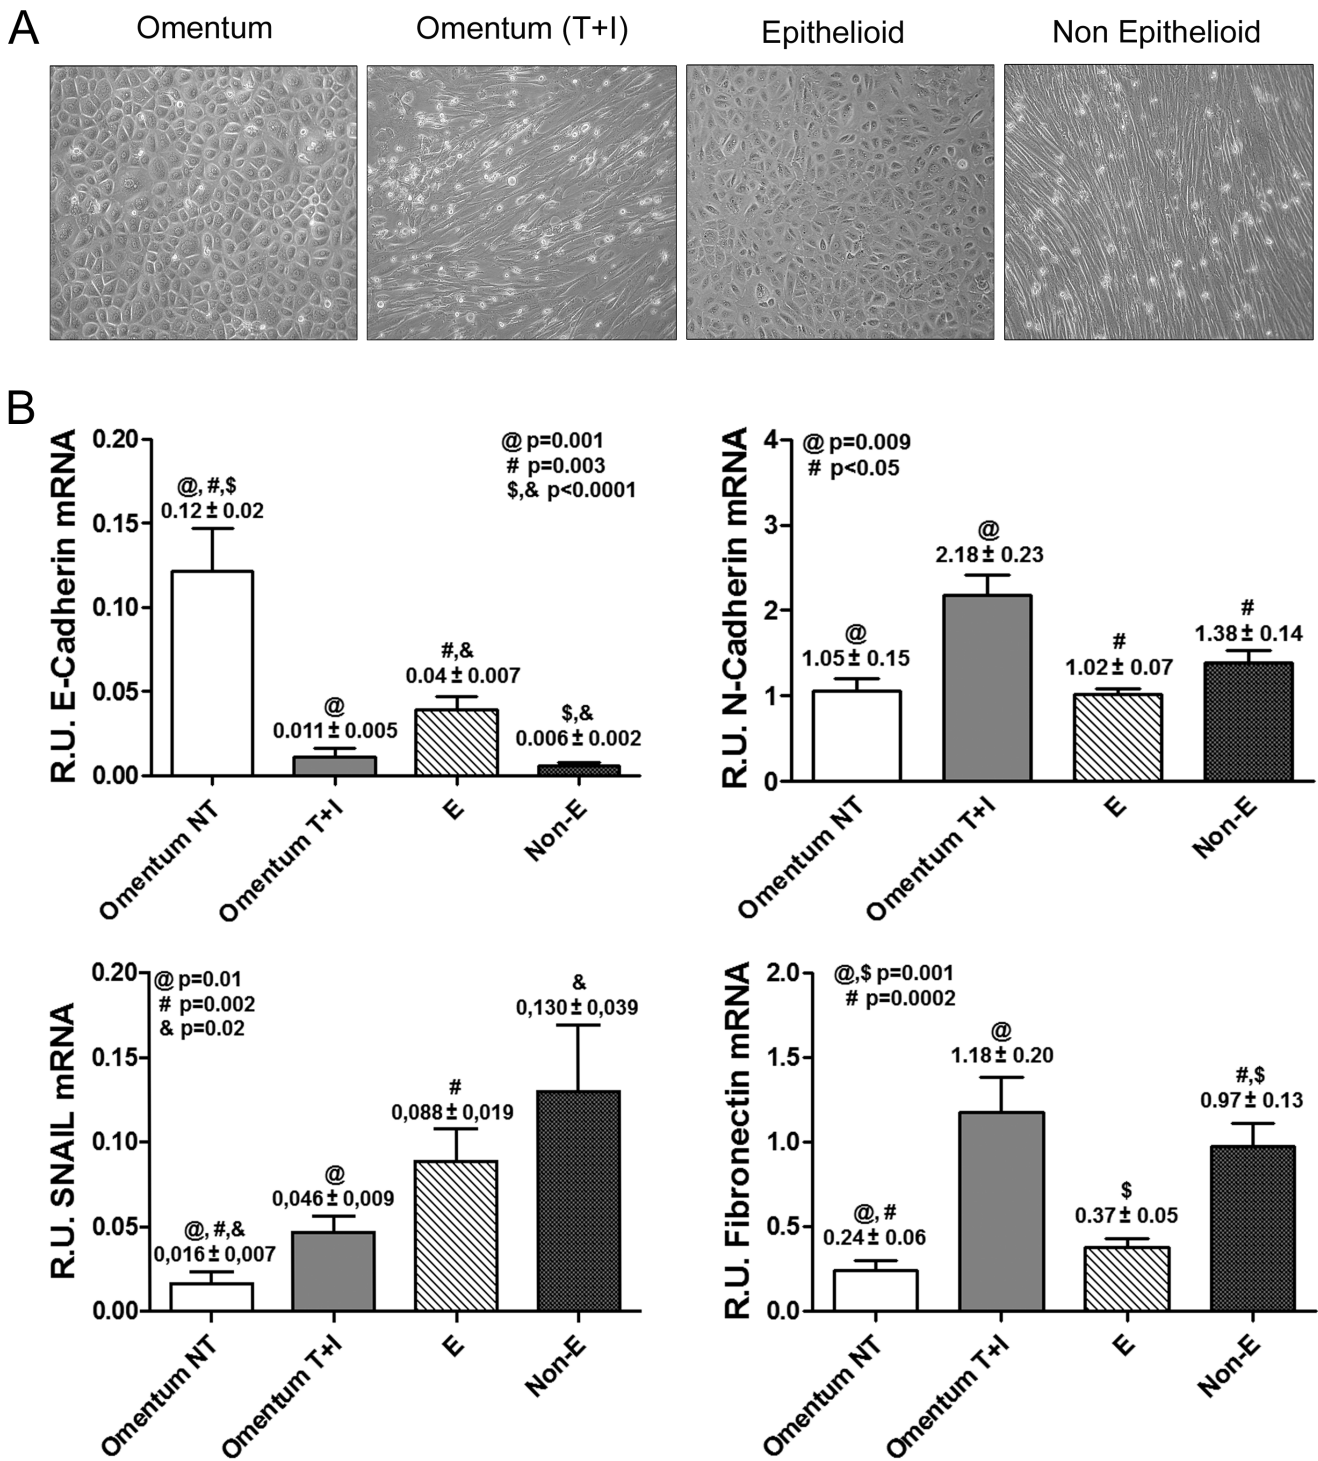 A
Omentum
Omentum (T+I)
Epithelioid
Non Epithelioid
B
R.U. E-Cadherin mRNA
0.20
0.15
0.10
0.05
0.00
@ p=0.001
# p=0.003
$,& p<0.0001
@, #,$
0.12±0.02
@
0.011±0.005
#,&
0.04±0.007
$,&
0.006±0.002
Omentum NT
Omentum T+I
E
Non-E
R.U. N-Cadherin mRNA
4
3
2
1
0
@ p=0.009
# p<0.05
@
1.05±0.15
@
2.18±0.23
#
1.02±0.07
#
1.38±0.14
Omentum NT
Omentum T+I
E
Non-E
R.U. SNAIL mRNA
0.20
0.15
0.10
0.05
0.00
@ p=0.01
# p=0.002
& p=0.02
@, #,&
0,016±0,007
@
0,046±0,009
#
0,088±0,019
&
0,130±0,039
Omentum NT
Omentum T+I
E
Non-E
R.U. Fibronectin mRNA
2.0
1.5
1.0
0.5
0.0
@,$ p=0.001
# p=0.0002
@, #
0.24±0.06
@
1.18±0.20
$
0.37±0.05
#,$
0.97±0.13
Omentum NT
Omentum T+I
E
Non-E